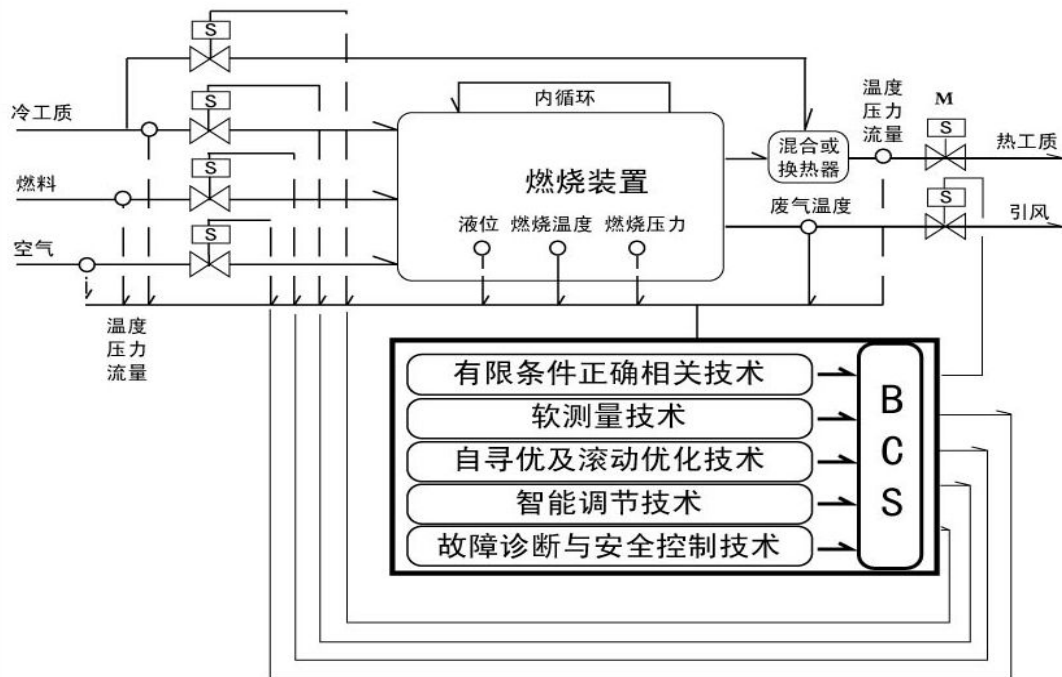 S
S
内循环
冷工质
温度
压力
流量
M
S
混合或
换热器
热工质
S
燃料
燃烧装置
S
废气温度
引风
S
空气
液位
燃烧温度
燃烧压力
温度
压力
流量
有限条件正确相关技术
软测量技术
自寻优及滚动优化技术
智能调节技术
故障诊断与安全控制技术
B
C
S